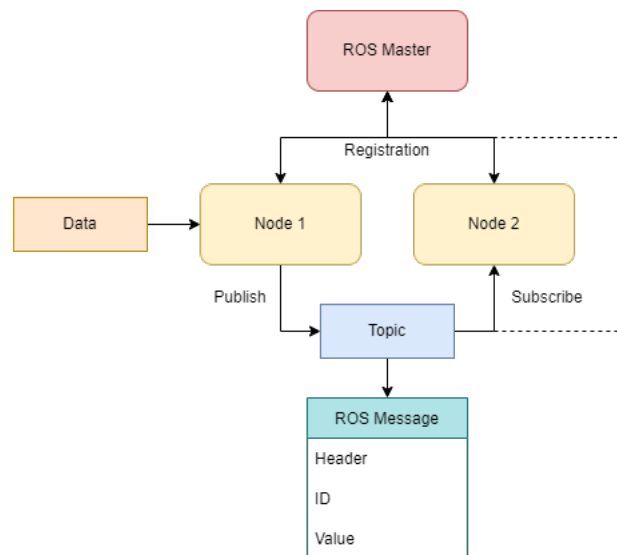 ROS Master
Registration
Data
Node 1
Node 2
Publish
Subscribe
Topic
ROS Message
Header
ID
Value